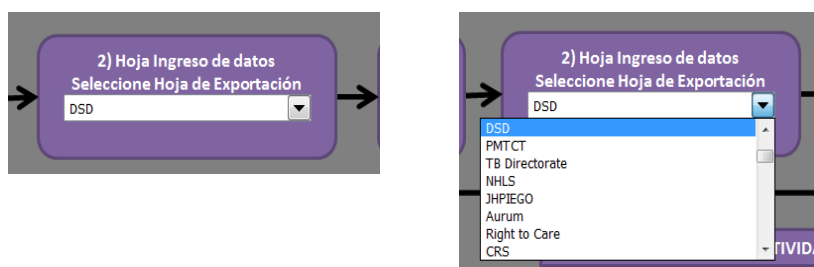 2) Hoja Ingreso de datos
Seleccione Hoja de Exportación
DSD
2) Hoja Ingreso de datos
Seleccione Hoja de Exportación
DSD
DSD
PMTCT
TB Directorate
NHLS
JHPIEGO
Aurum
Right to Care
CRS
TIVIDA